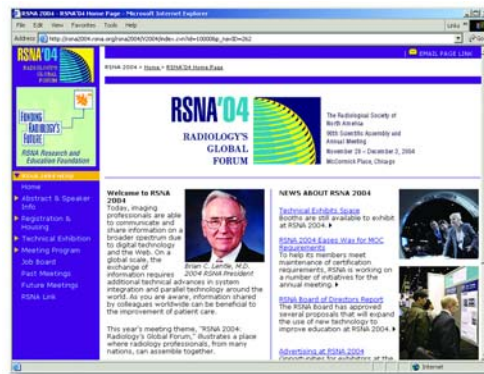 RSNA 2004 - RSNA'04 Home Page - Microsoft Internet Explorer
File Edit View Favorites Tools Help
Links
Address
EMAIL PAGE LINK
RSNA 2004 > Home > RSNA'04 Home Page
RSNA'04
RADIOLOGY'S
GLOBAL
FORUM
FUNDING
RADIOLOGY'S
FUTURE
RSNA Research and
Education Foundation
Home
Abstract & Speaker
Info
Registration &
Housing
Technical Exhibition
Meeting Program
Job Board
Past Meetings
Future Meetings
RSNA Link
RSNA'04
RADIOLOGY'S
GLOBAL
FORUM
The Radiological Society of
North America
90th Scientific Assembly and
Annual Meeting
November 28 – December 2, 2004
McCormick Place, Chicago
Welcome to RSNA
2004
Today, imaging
professionals are able
to communicate and
share information on a
broader spectrum due
to digital technology
and the Web. On a
global scale, the
exchange of
information requires
additional technical advances in system
integration and parallel technology around the
world. As you are aware, information shared
by colleagues worldwide can be beneficial to
the improvement of patient care.
This year's meeting theme, "RSNA 2004:
Radiology's Global Forum," illustrates a place
where radiology professionals, from many
nations, can assemble together.
Brian C. Lentle, M.D.
2004 RSNA President
NEWS ABOUT RSNA 2004
Technical Exhibits Space
Booths are still available to exhibit
at RSNA 2004.
RSNA 2004 Eases Way for MOC
Requirements
To help its members meet
maintenance of certification
requirements, RSNA is working on
a number of initiatives for the
annual meeting.
RSNA Board of Directors Report
The RSNA Board has approved
several proposals that will expand
the use of new technology to
improve education at RSNA 2004.
Advertising at RSNA 2004
Opportunities for exhibitors at the
Internet